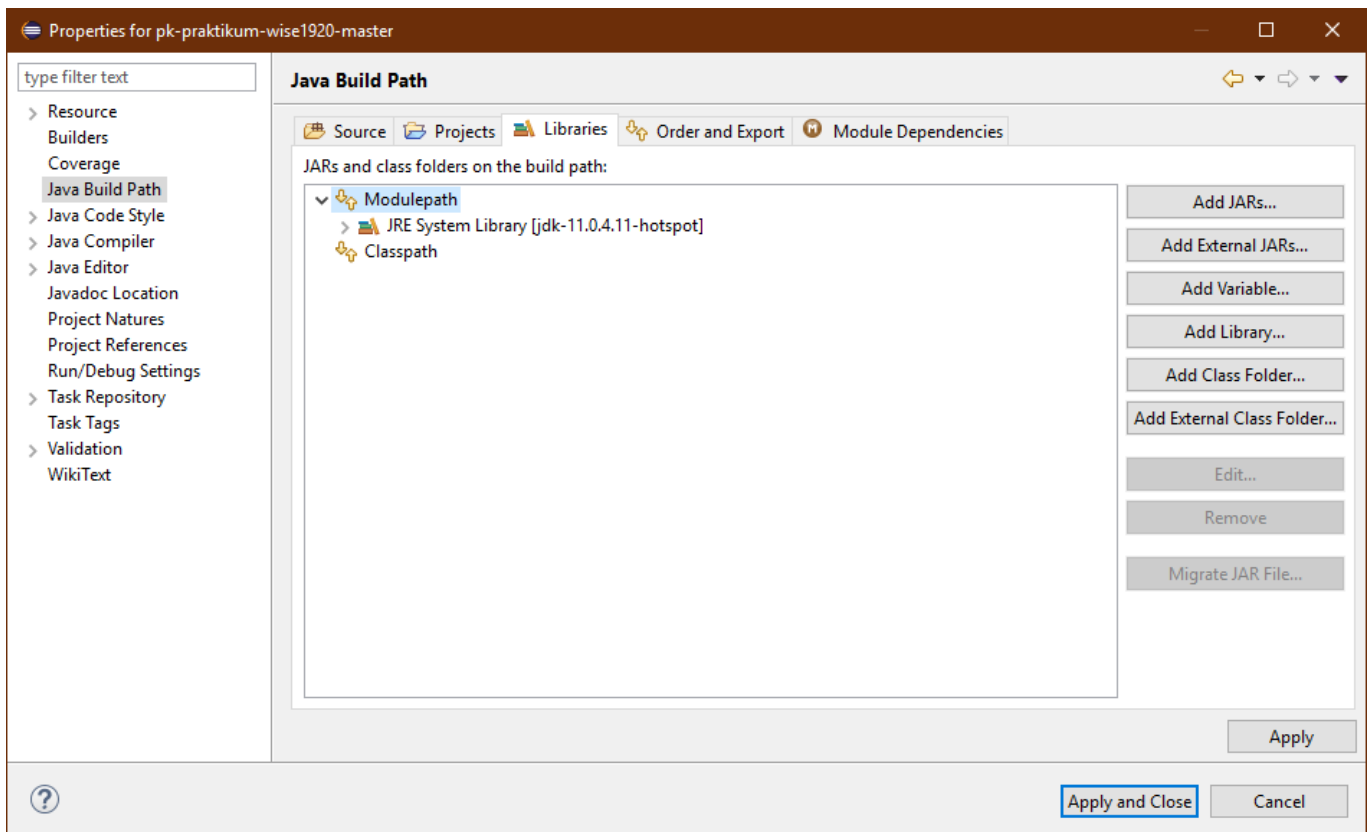 Properties for pk-praktikum-wise1920-master
type filter text
Resource
Builders
Coverage
Java Build Path
Java Code Style
Java Compiler
Java Editor
Javadoc Location
Project Natures
Project References
Run/Debug Settings
Task Repository
Task Tags
Validation
WikiText
Java Build Path
Source Projects Libraries Order and Export M Module Dependencies
JARs and class folders on the build path:
Modulepath
JRE System Library [jdk-11.0.4.11-hotspot]
Classpath
Add JARs...
Add External JARs...
Add Variable...
Add Library...
Add Class Folder...
Add External Class Folder...
Edit...
Remove
Migrate JAR File...
Apply
?
Apply and Close Cancel